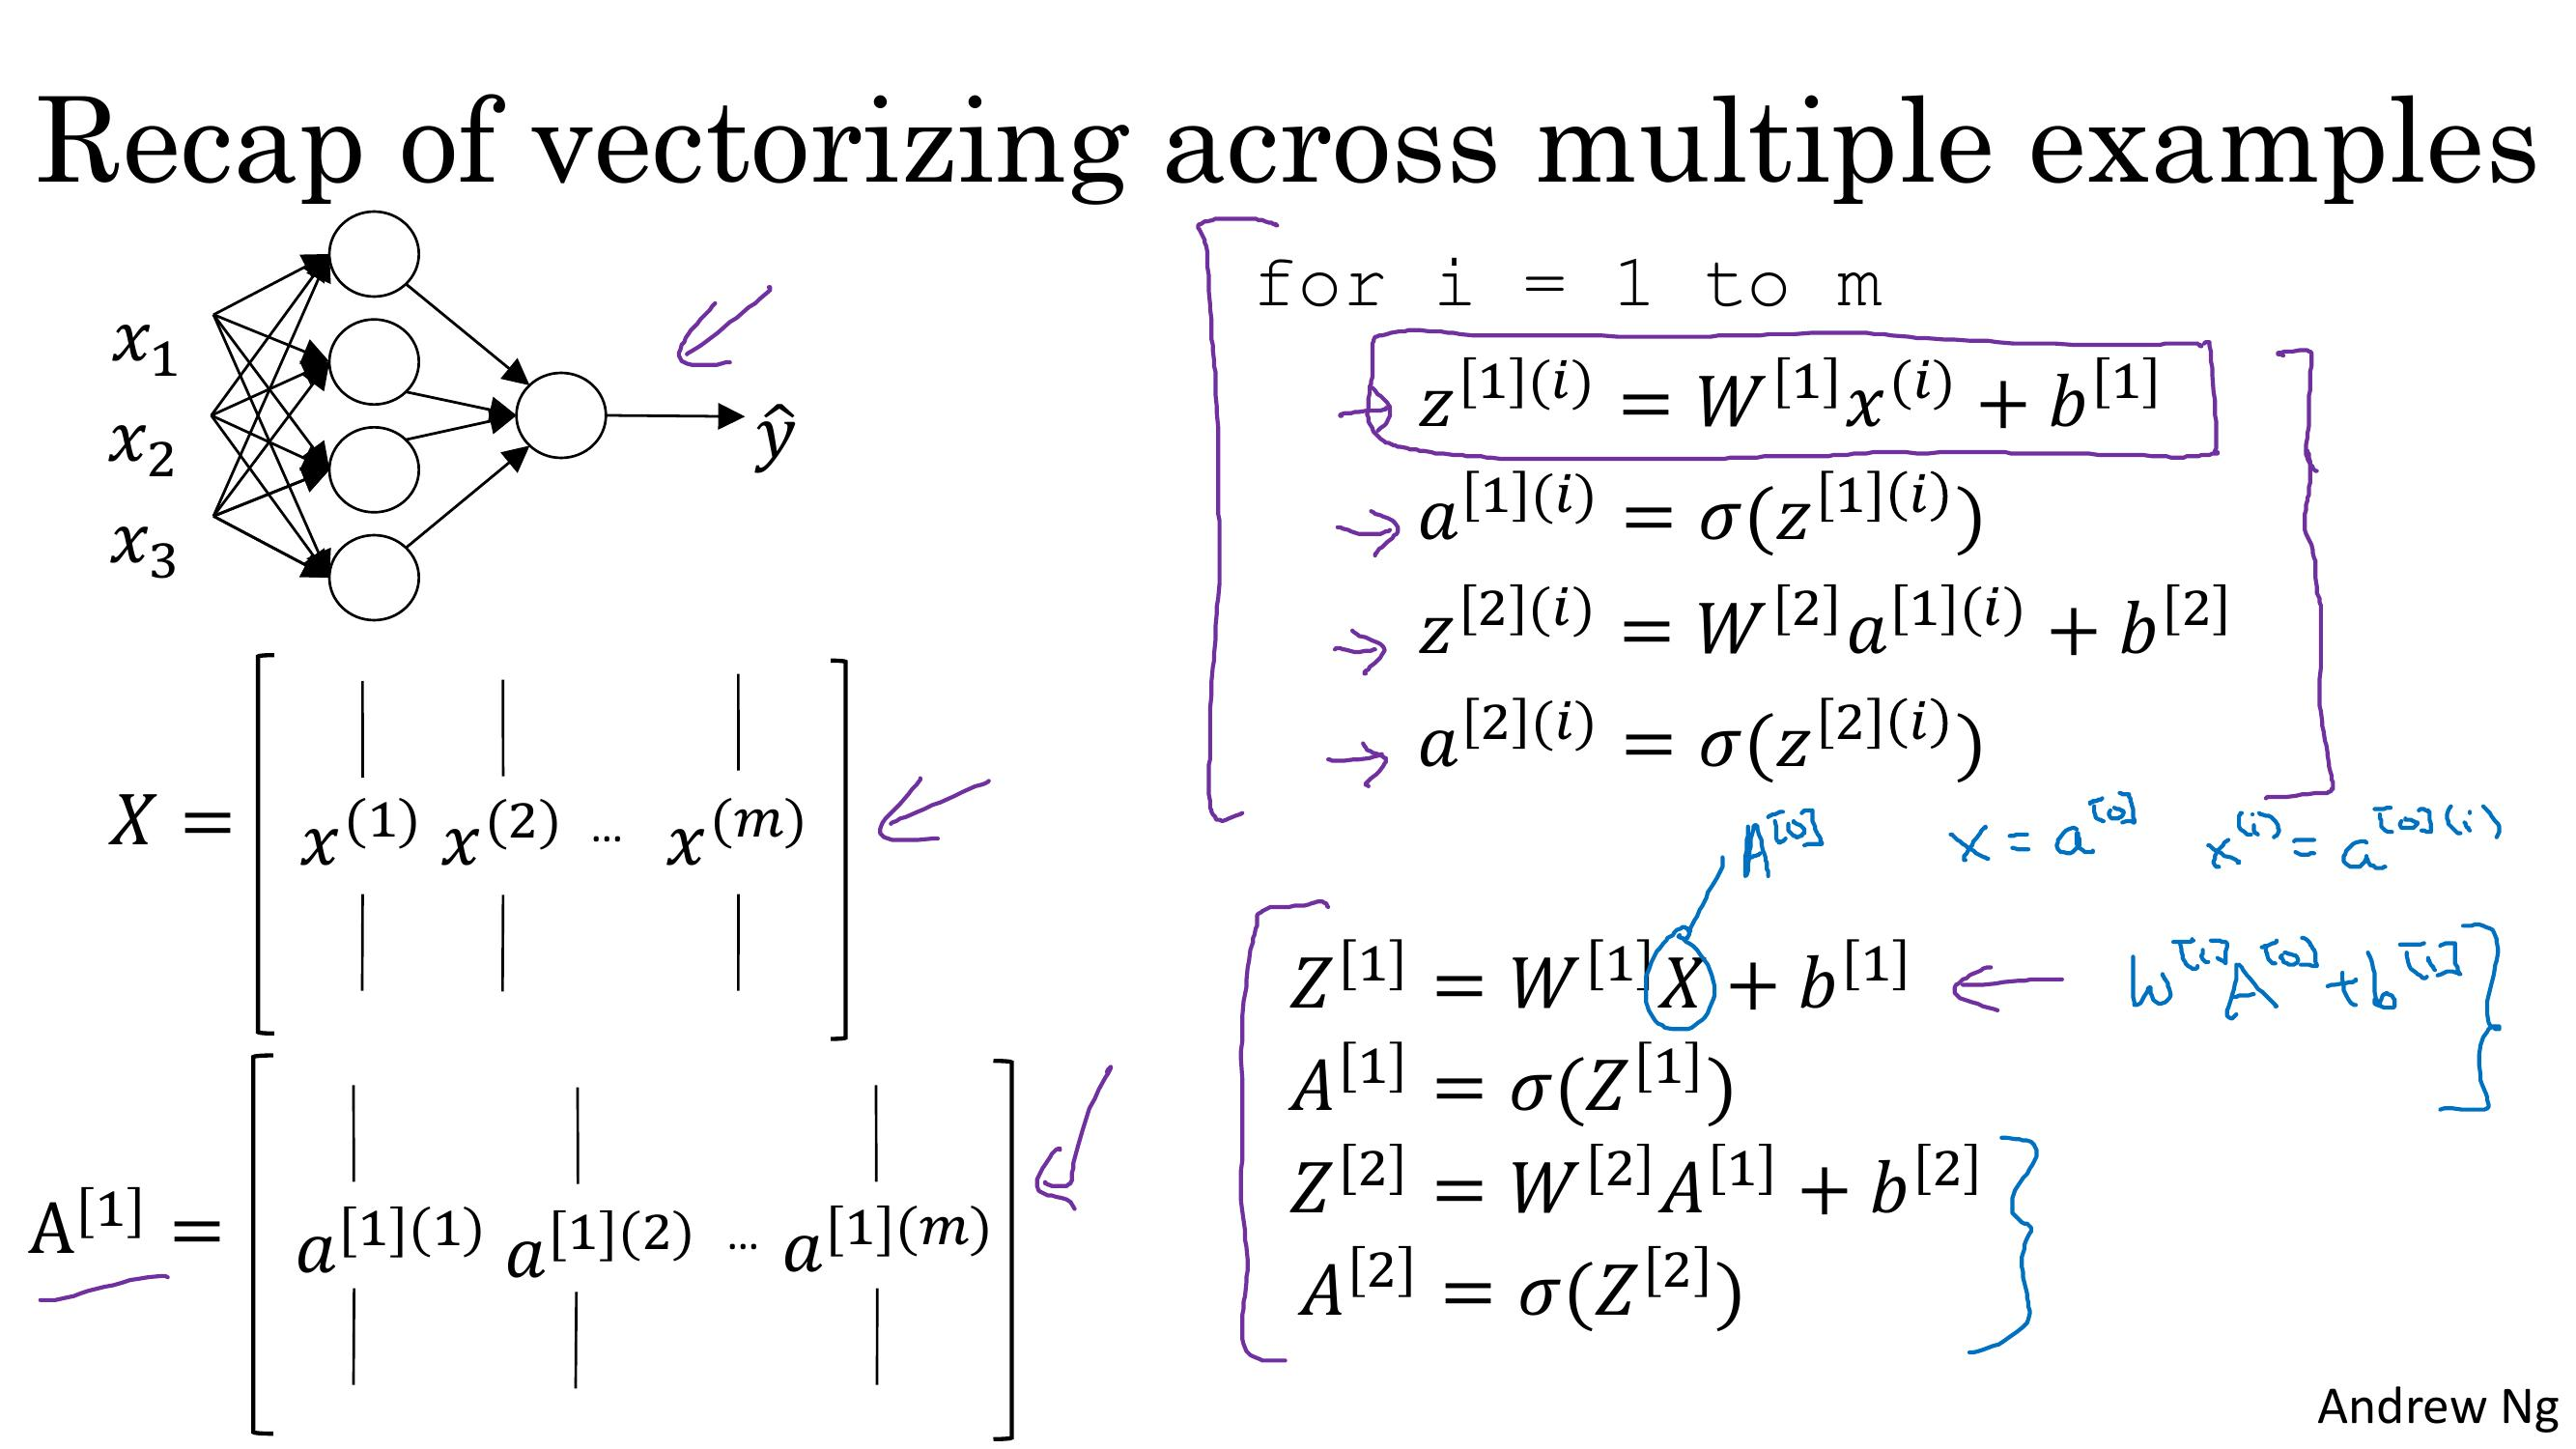 Recap of vectorizing across multiple examples
x₁
x₂
x₃
ŷ
X = [x⁽¹⁾ x⁽²⁾ ... x⁽ᵐ⁾]
A^[1] = [a^[1](1) a^[1](2) ... a^[1](m)]
for i = 1 to m
z^[1](i) = W^[1]x^(i) + b^[1]
a^[1](i) = σ(z^[1](i))
z^[2](i) = W^[2]a^[1](i) + b^[2]
a^[2](i) = σ(z^[2](i))
A^[0] x = a^[0] x^(i) = a^[0](i)
Z^[1] = W^[1]X + b^[1] ← W^[1]A^[0] + b^[1]
A^[1] = σ(Z^[1])
Z^[2] = W^[2]A^[1] + b^[2]
A^[2] = σ(Z^[2])
Andrew Ng